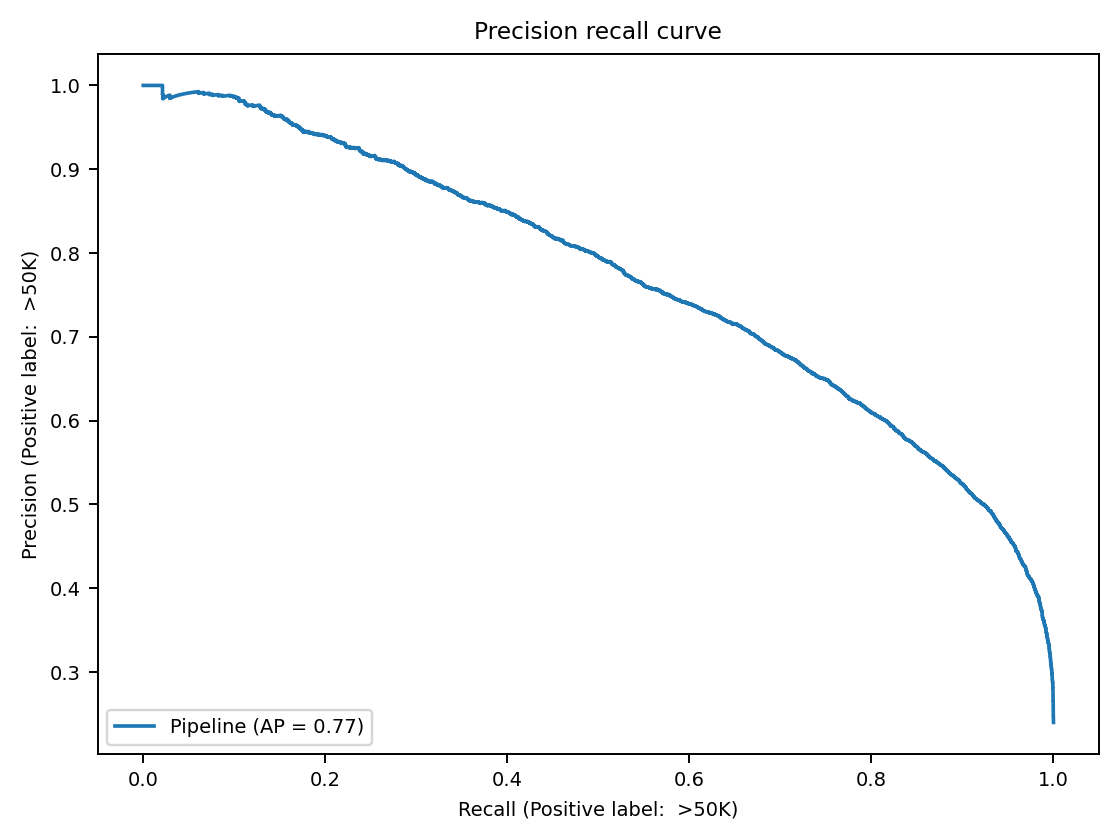 Precision recall curve
1.0
0.9
0.8
0.7
0.6
0.5
0.4
0.3
Precision (Positive label:  >50K)
Pipeline (AP = 0.77)
0.0 0.2 0.4 0.6 0.8 1.0
Recall (Positive label:  >50K)